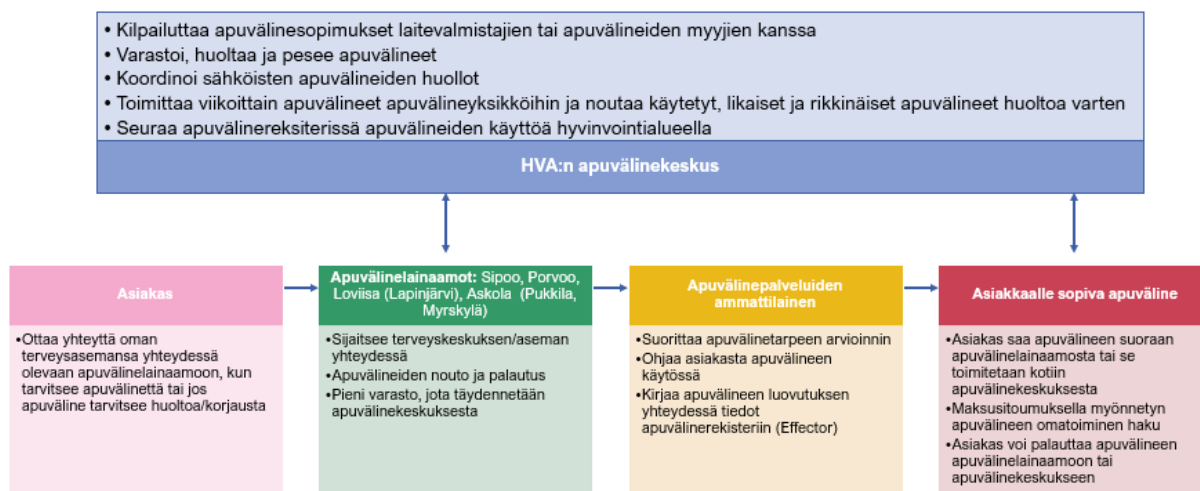 • Kilpailuttaa apuvälinesopimukset laitevalmistajien tai apuvälineiden myyjien kanssa
• Varastoi, huoltaa ja pesee apuvälineet
• Koordinoi sähköisten apuvälineiden huollot
• Toimittaa viikoittain apuvälineet apuvälineyksikköihin ja noutaa käytetyt, likaiset ja rikkinäiset apuvälineet huoltoa varten
• Seuraa apuvälinereksiterissä apuvälineiden käyttöä hyvinvointialueella
HVA:n apuvälinekeskus
Asiakas
•Ottaa yhteyttä oman
terveysasemansa yhteydessä
olevaan apuvälinelainaamoon, kun
tarvitsee apuvälinettä tai jos
apuväline tarvitsee huoltoa/korjausta
Apuvälinelainaamot: Sipoo, Porvoo,
Loviisa (Lapinjärvi), Askola (Pukkila,
Myrskylä)
•Sijaitsee terveyskeskuksen/aseman
yhteydessä
•Apuvälineiden nouto ja palautus
•Pieni varasto, jota täydennetään
apuvälinekeskuksesta
Apuvälinepalveluiden
ammattilainen
•Suorittaa apuvälinetarpeen arvioinnin
•Ohjaa asiakasta apuvälineen
käytössä
•Kirjaa apuvälineen luovutuksen
yhteydessä tiedot
apuvälinerekisteriin (Effector)
Asiakkaalle sopiva apuväline
•Asiakas saa apuvälineen suoraan
apuvälinelainaamosta tai se
toimitetaan kotiin
apuvälinekeskuksesta
•Maksusitoumuksella myönnetyn
apuvälineen omatoiminen haku
•Asiakas voi palauttaa apuvälineen
apuvälinelainaamoon tai
apuvälinekeskukseen